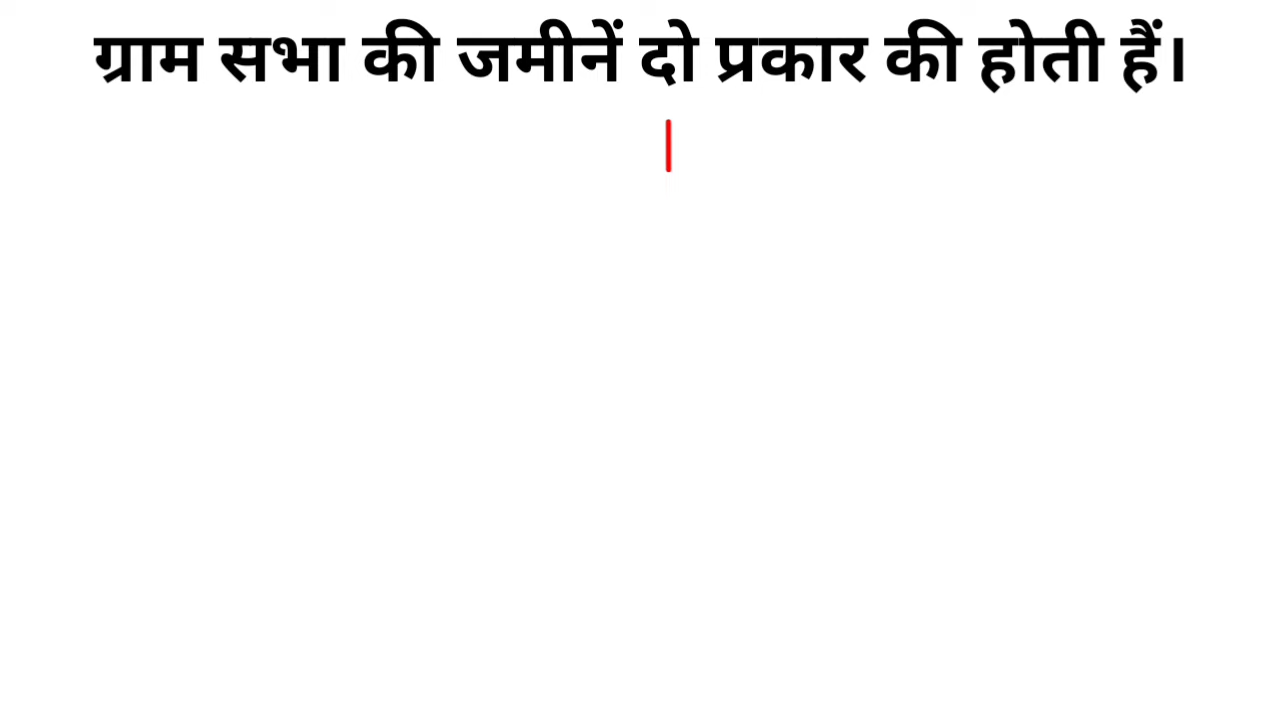 ग्राम सभा की जमीनें दो प्रकार की होती हैं।